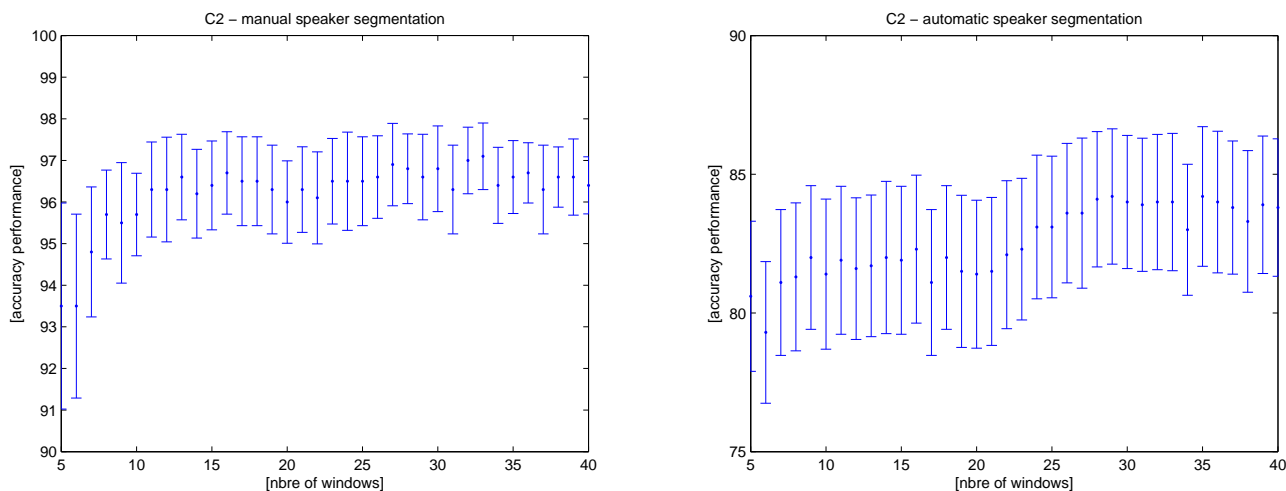 C2 – manual speaker segmentation
100
99
98
97
96
95
94
93
92
91
90
[accuracy performance]
5 10 15 20 25 30 35 40
[nbre of windows]
C2 – automatic speaker segmentation
90
85
80
75
[accuracy performance]
5 10 15 20 25 30 35 40
[nbre of windows]